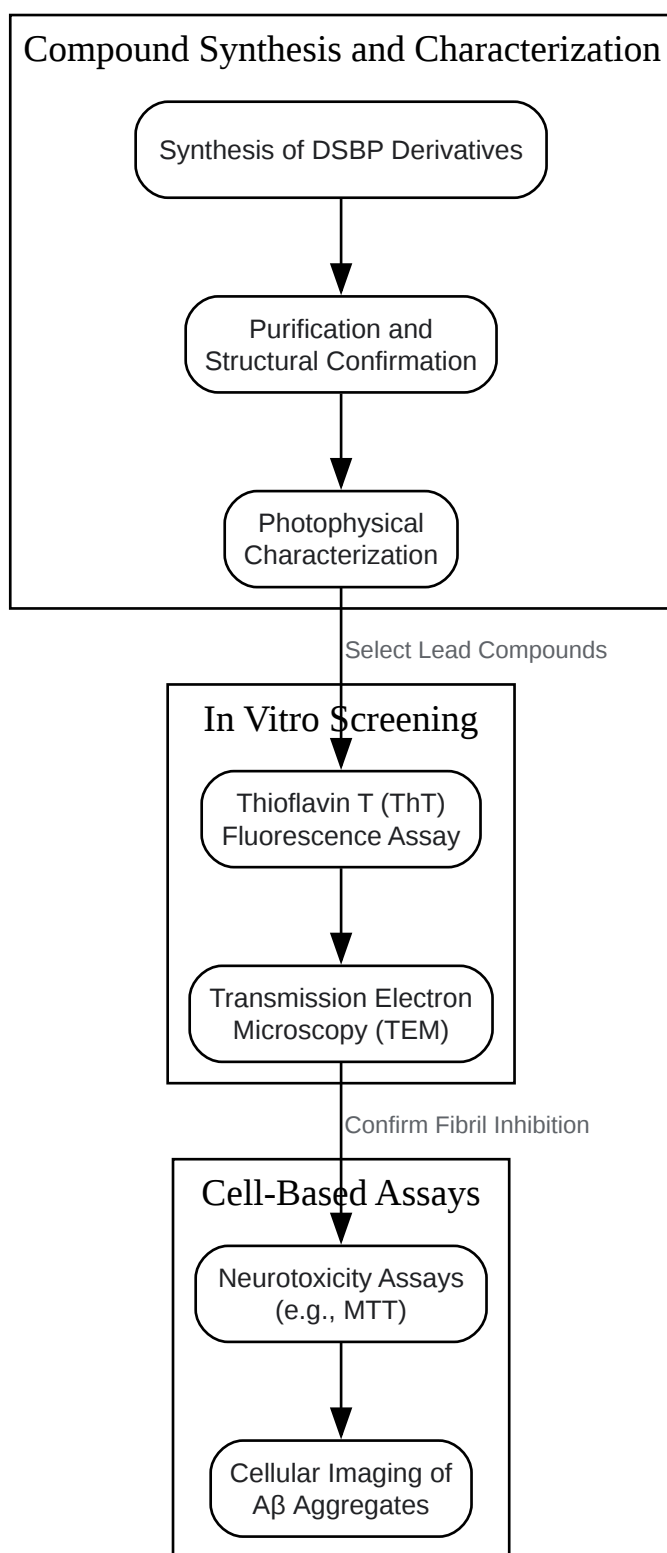 Compound Synthesis and Characterization
Synthesis of DSBP Derivatives
Purification and
Structural Confirmation
Photophysical
Characterization
Select Lead Compounds
In Vitro Screening
Thioflavin T (ThT)
Fluorescence Assay
Transmission Electron
Microscopy (TEM)
Confirm Fibril Inhibition
Cell-Based Assays
Neurotoxicity Assays
(e.g., MTT)
Cellular Imaging of
Aβ Aggregates